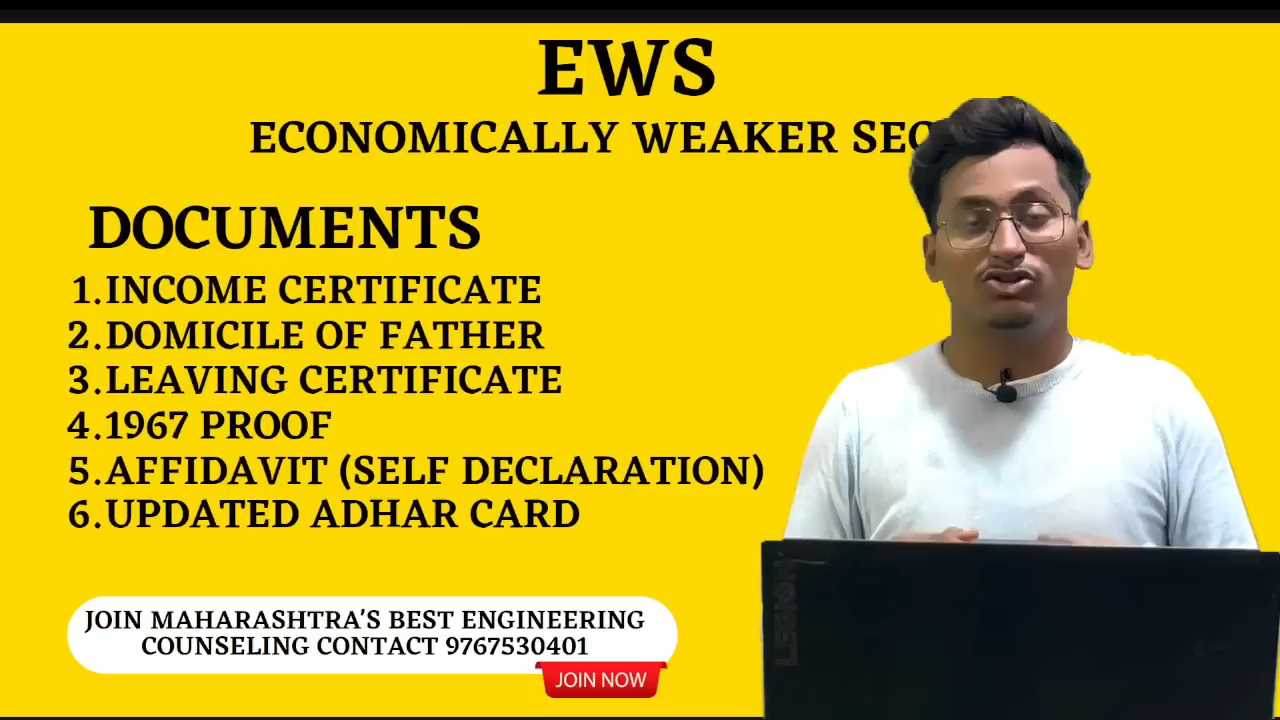 EWS
ECONOMICALLY WEAKER
DOCUMENTS
1.INCOME CERTIFICATE
2.DOMICILE OF FATHER
3.LEAVING CERTIFICATE
4.1967 PROOF
5.AFFIDAVIT (SELF DECLARATION)
6.UPDATED ADHAR CARD
JOIN MAHARASHTRA'S BEST ENGINEERING
COUNSELING CONTACT 9767530401
JOIN NOW
LEGION